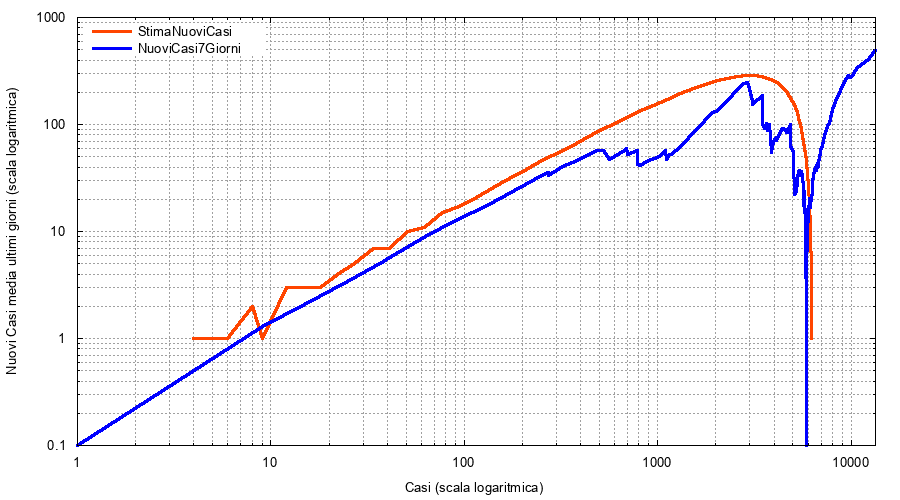 1000
StimaNuoviCasi
NuoviCasi7Giorni
100
10
1
0.1
Nuovi Casi media ultimi giorni (scala logaritmica)
1 10 100 1000 10000
Casi (scala logaritmica)